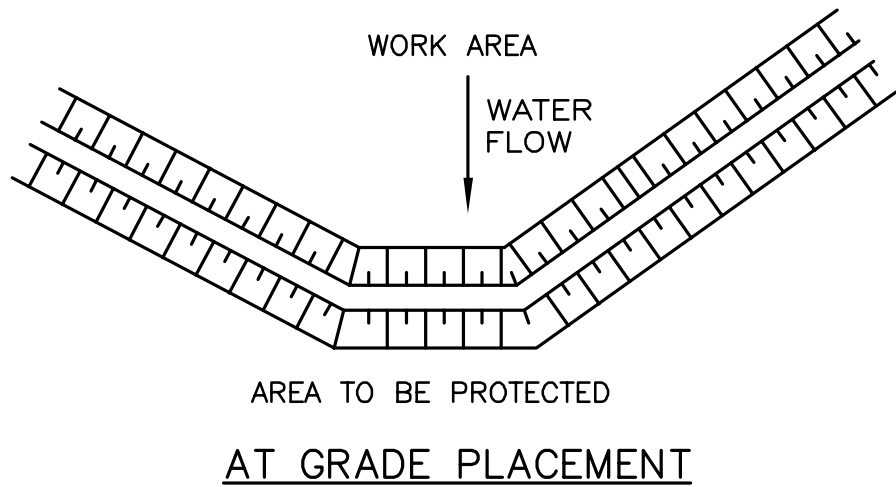 WORK AREA
WATER
FLOW
AREA TO BE PROTECTED
AT GRADE PLACEMENT